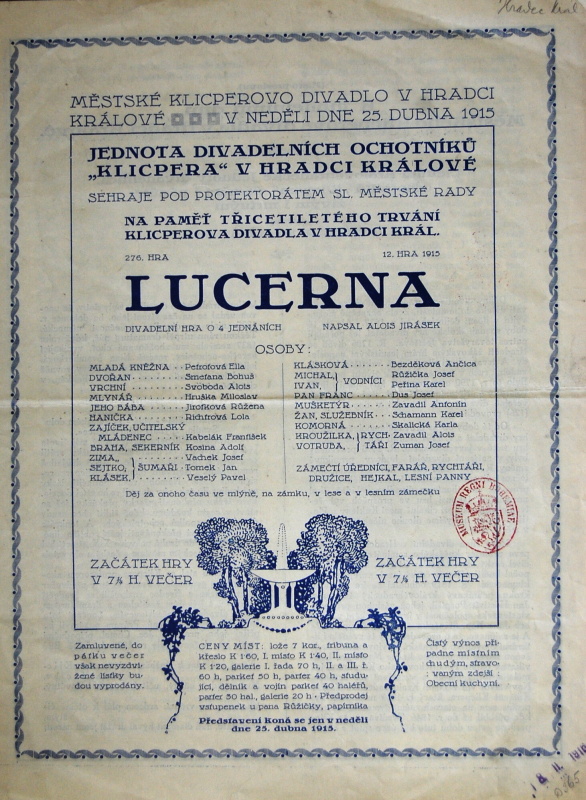 Hradec Král
MĚSTSKÉ KLICPEROVO DIVADLO V HRADCI
KRÁLOVÉ V NEDĚLI DNE 25. DUBNA 1915
JEDNOTA DIVADELNÍCH OCHOTNÍKŮ
„KLICPERA“ V HRADCI KRÁLOVÉ
SEHRAJE POD PROTEKTORÁTEM SL. MĚSTSKÉ RADY
NA PAMĚŤ TŘICETILETÉHO TRVÁNÍ
KLICPEROVA DIVADLA V HRADCI KRÁL.
276. HRA 12. HRA 1915
LUCERNA
DIVADELNÍ HRA O 4 JEDNÁNÍCH NAPSAL ALOIS JIRÁSEK
OSOBY:
MLADÁ KNĚŽNA Petrofová Ella
DVOŘAN Smetana Bohuš
VRCHNÍ Svoboda Alois
MLYNÁŘ Hruška Miloslav
JEHO BÁBA Jirotková Růžena
HANIČKA Richtrová Lola
ZAJÍČEK, UČITELSKÝ
MLÁDENEC Kabelák František
BRAHA, SEKERNÍK Kosina Adolf
ZIMA, Vachek Josef
SEJTKO, ŠUMAŘI Tomek Jan
KLÁSEK, Veselý Pavel
KLÁSKOVÁ Bezděková Ančica
MICHAL, Růžička Josef
IVAN, VODNÍCI Peřina Karel
PAN FRANC Dus Josef
MUŠKETÝR Zavadil Antonín
ŽAN, SLUŽEBNÍK Schamann Karel
KOMORNÁ Skalická Karla
KROUŽILKA, RYCH- Zavadil Alois
VOTRUBA, TÁŘI Zuman Josef
ZÁMEČTÍ ÚŘEDNÍCI, FARÁŘ, RYCHTÁŘI,
DRUŽICE, HEJKAL, LESNÍ PANNY
Děj za onoho času ve mlýně, na zámku, v lese a v lesním zámečku
MUSEUM REGNI BOHEMIAE
ZAČÁTEK HRY
V 7½ H. VEČER
ZAČÁTEK HRY
V 7½ H. VEČER
Zamluvené, do
pátku večer
však nevyzdvi-
žené lístky bu-
dou vyprodány.
CENY MÍST: lože 7 kor., tribuna a
křeslo K 1·60, I. místo K 1·40, II. místo
K 1·20, galerie I. řada 70 h, II. a III. ř.
60 h, parket 50 h, parter 40 h, studu-
jící, dělník a vojín parket 40 haléřů,
parter 30 hal., galerie 20 h · Předprodej
vstupenek u pana Růžičky, papírníka
Představení koná se jen v neděli
dne 25. dubna 1915.
Čistý výnos při-
padne místním
chudým, stravo-
vaným zdejší
Obecní kuchyní.